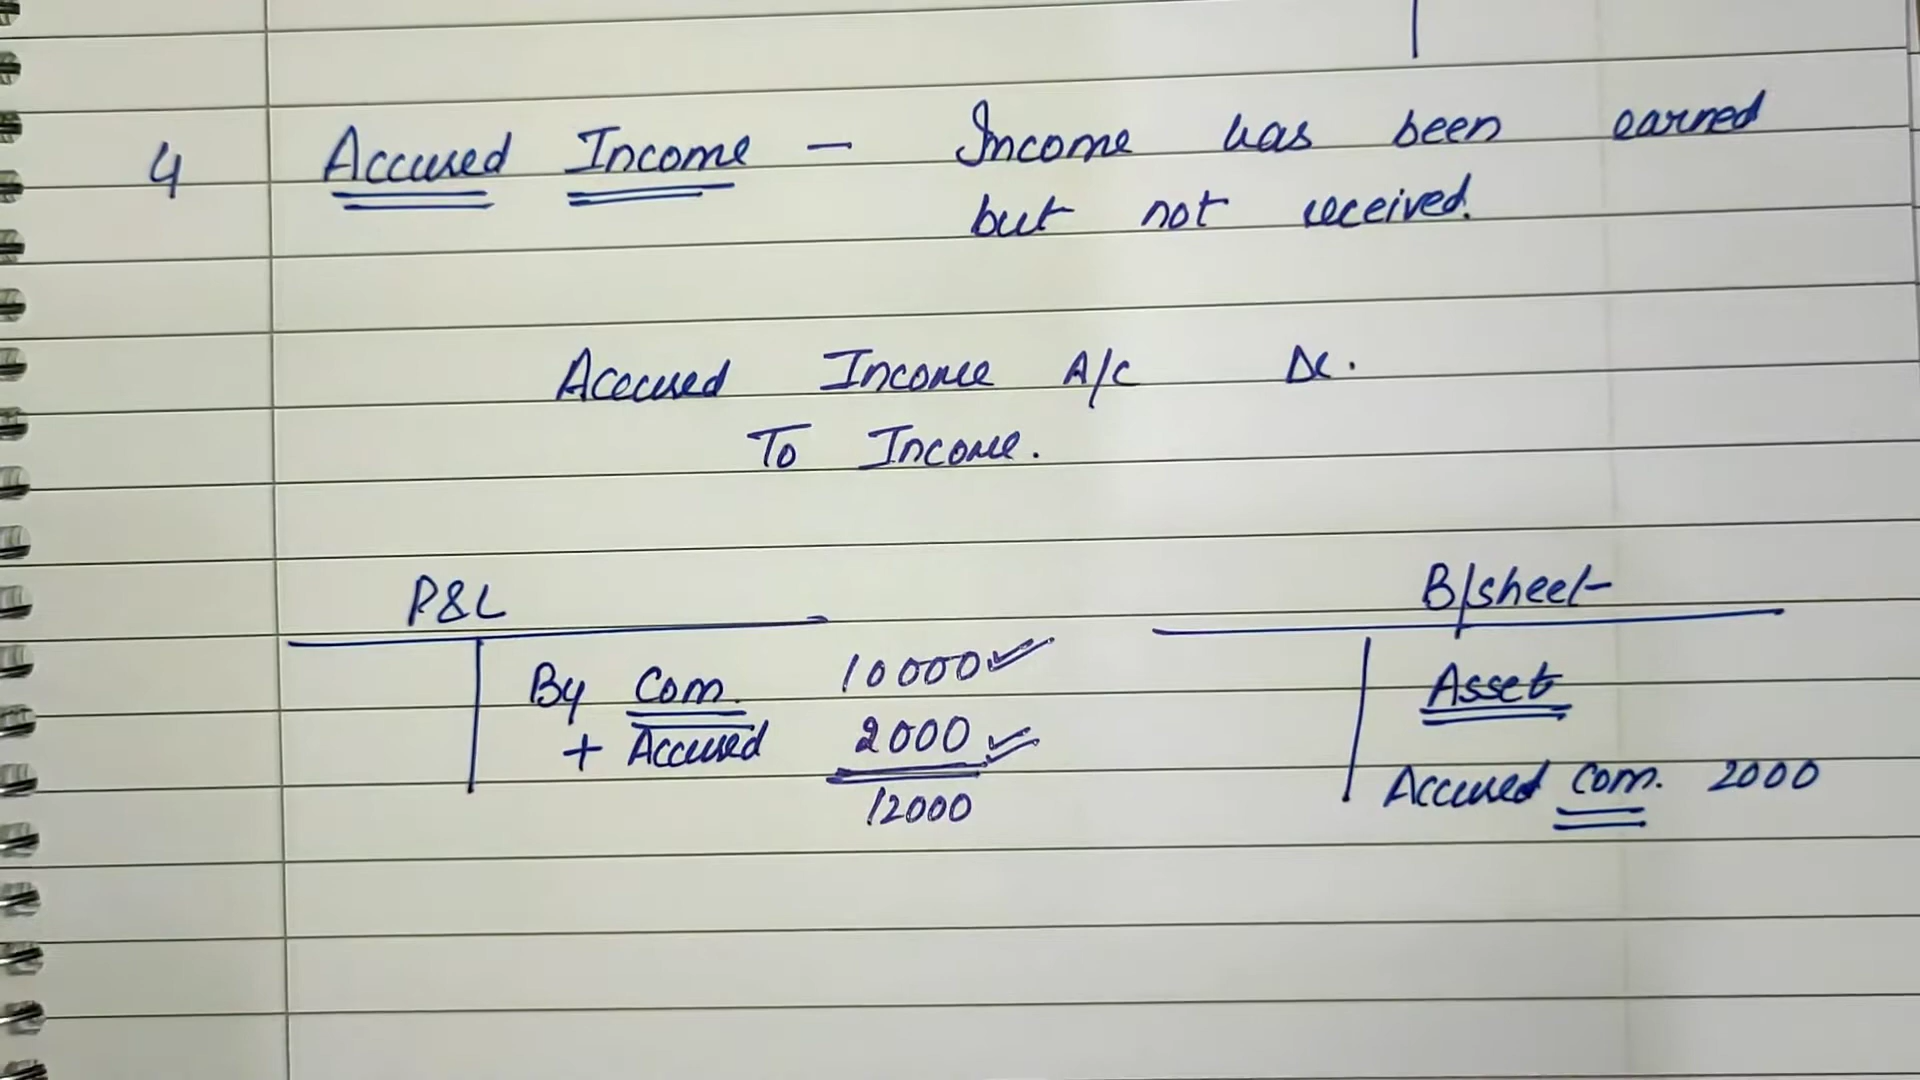 4 Accrued Income - Income has been earned
but not received.
Accrued Income A/c Dr.
To Income.
P&L
By Com. 10000
+ Accrued 2000
12000
B/sheet
Asset
Accrued Com. 2000